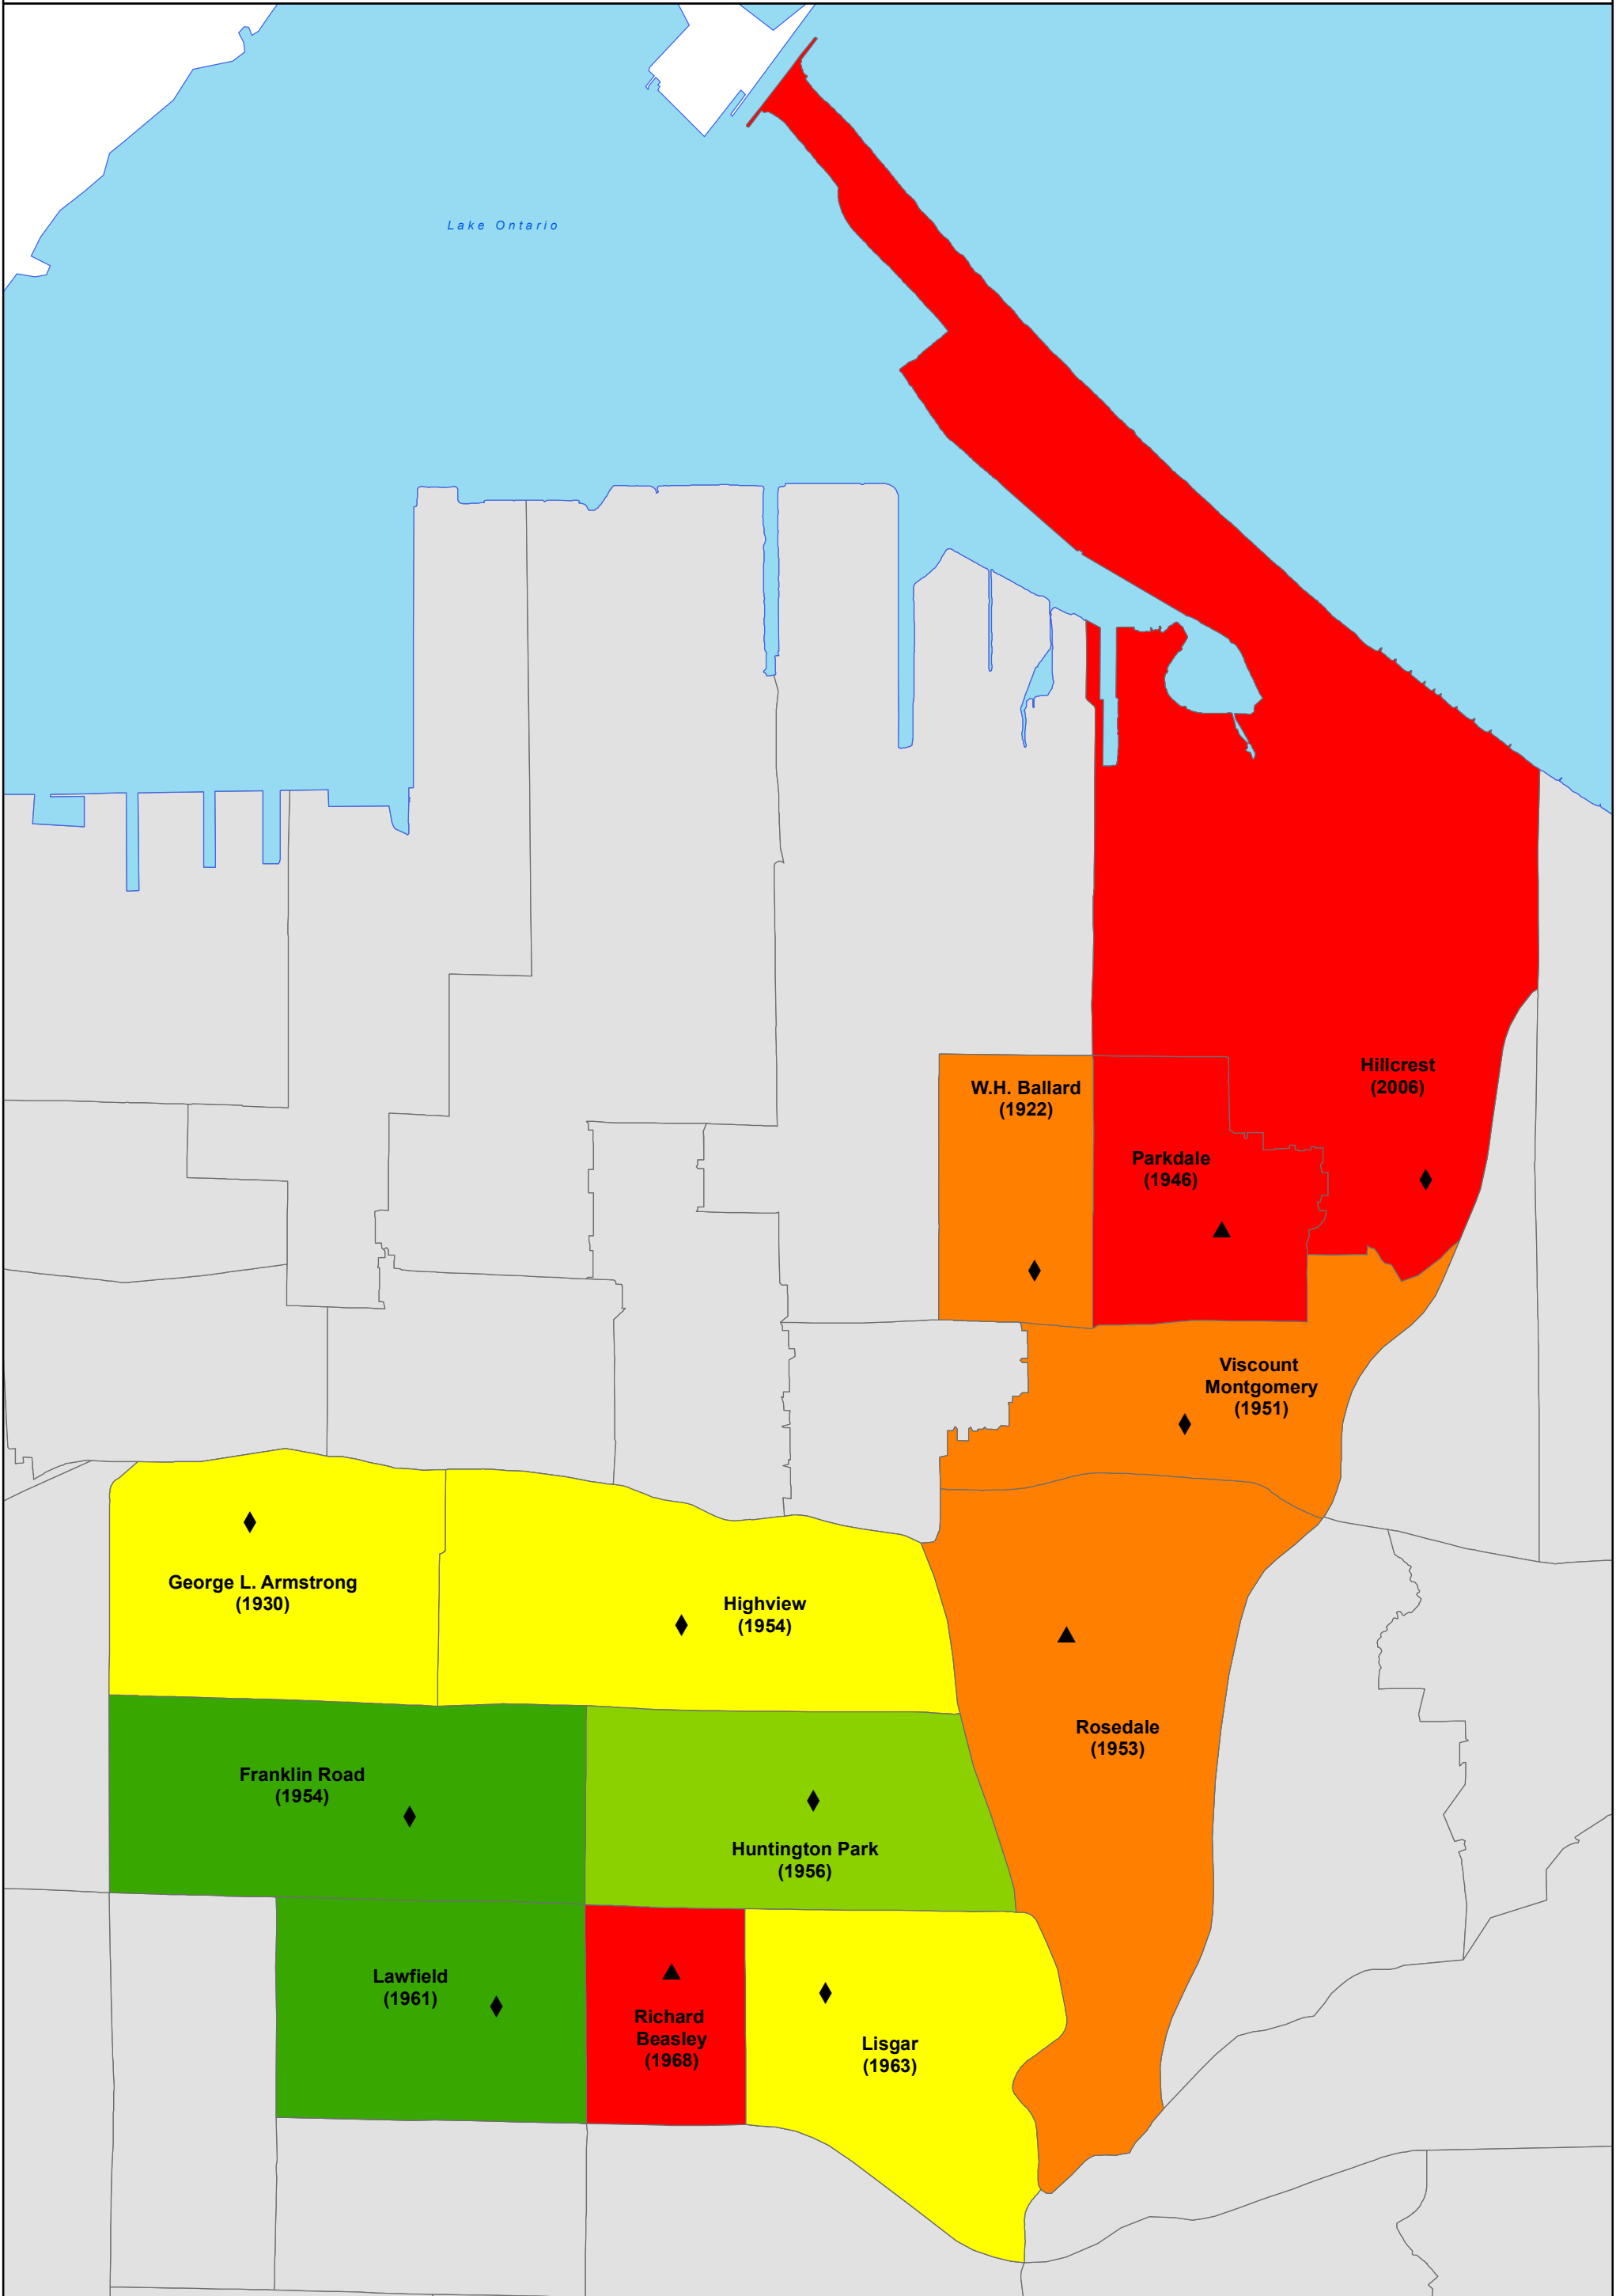 Lake Ontario
Hillcrest
(2006)
W.H. Ballard
(1922)
Parkdale
(1946)
Viscount
Montgomery
(1951)
George L. Armstrong
(1930)
Highview
(1954)
Rosedale
(1953)
Franklin Road
(1954)
Huntington Park
(1956)
Lawfield
(1961)
Richard
Beasley
(1968)
Lisgar
(1963)